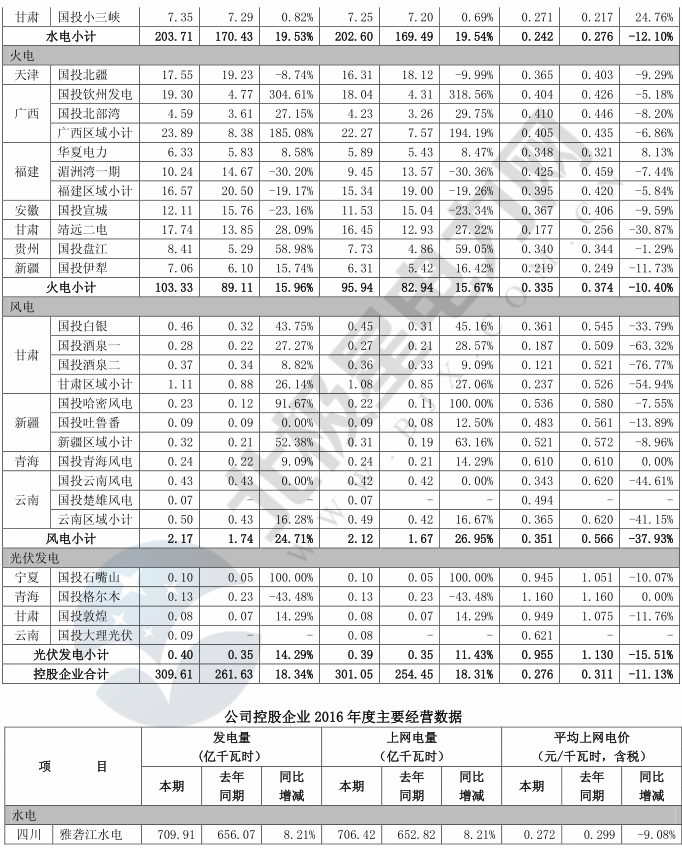 甘肃 国投小三峡 7.35 7.29 0.82% 7.25 7.20 0.69% 0.271 0.217 24.76%
水电小计 203.71 170.43 19.53% 202.60 169.49 19.54% 0.242 0.276 -12.10%
火电
天津 国投北疆 17.55 19.23 -8.74% 16.31 18.12 -9.99% 0.365 0.403 -9.29%
国投钦州发电 19.30 4.77 304.61% 18.04 4.31 318.56% 0.404 0.426 -5.18%
广西 国投北部湾 4.59 3.61 27.15% 4.23 3.26 29.75% 0.410 0.446 -8.20%
广西区域小计 23.89 8.38 185.08% 22.27 7.57 194.19% 0.405 0.435 -6.86%
华夏电力 6.33 5.83 8.58% 5.89 5.43 8.47% 0.348 0.321 8.13%
福建 湄洲湾一期 10.24 14.67 -30.20% 9.45 13.57 -30.36% 0.425 0.459 -7.44%
福建区域小计 16.57 20.50 -19.17% 15.34 19.00 -19.26% 0.395 0.420 -5.84%
安徽 国投宣城 12.11 15.76 -23.16% 11.53 15.04 -23.34% 0.367 0.406 -9.59%
甘肃 靖远二电 17.74 13.85 28.09% 16.45 12.93 27.22% 0.177 0.256 -30.87%
贵州 国投盘江 8.41 5.29 58.98% 7.73 4.86 59.05% 0.340 0.344 -1.29%
新疆 国投伊犁 7.06 6.10 15.74% 6.31 5.42 16.42% 0.219 0.249 -11.73%
火电小计 103.33 89.11 15.96% 95.94 82.94 15.67% 0.335 0.374 -10.40%
风电
国投白银 0.46 0.32 43.75% 0.45 0.31 45.16% 0.361 0.545 -33.79%
国投酒泉一 0.28 0.22 27.27% 0.27 0.21 28.57% 0.187 0.509 -63.32%
甘肃 国投酒泉二 0.37 0.34 8.82% 0.36 0.33 9.09% 0.121 0.521 -76.77%
甘肃区域小计 1.11 0.88 26.14% 1.08 0.85 27.06% 0.237 0.526 -54.94%
国投哈密风电 0.23 0.12 91.67% 0.22 0.11 100.00% 0.536 0.580 -7.55%
新疆 国投吐鲁番 0.09 0.09 0.00% 0.09 0.08 12.50% 0.483 0.561 -13.89%
新疆区域小计 0.32 0.21 52.38% 0.31 0.19 63.16% 0.521 0.572 -8.96%
青海 国投青海风电 0.24 0.22 9.09% 0.24 0.21 14.29% 0.610 0.610 0.00%
国投云南风电 0.43 0.43 0.00% 0.42 0.42 0.00% 0.343 0.620 -44.61%
云南 国投楚雄风电 0.07 – – 0.07 – – 0.494 – –
云南区域小计 0.50 0.43 16.28% 0.49 0.42 16.67% 0.365 0.620 -41.15%
风电小计 2.17 1.74 24.71% 2.12 1.67 26.95% 0.351 0.566 -37.93%
光伏发电
宁夏 国投石嘴山 0.10 0.05 100.00% 0.10 0.05 100.00% 0.945 1.051 -10.07%
青海 国投格尔木 0.13 0.23 -43.48% 0.13 0.23 -43.48% 1.160 1.160 0.00%
甘肃 国投敦煌 0.08 0.07 14.29% 0.08 0.07 14.29% 0.949 1.075 -11.76%
云南 国投大理光伏 0.09 – – 0.08 – – 0.621
光伏发电小计 0.40 0.35 14.29% 0.39 0.35 11.43% 0.955 1.130 -15.51%
控股企业合计 309.61 261.63 18.34% 301.05 254.45 18.31% 0.276 0.311 -11.13%
公司控股企业 2016 年度主要经营数据
项 目 发电量 上网电量 平均上网电价
(亿千瓦时) （亿千瓦时） （元/千瓦时，含税）
本期 去年同期 同比增减 本期 去年同期 同比增减 本期 去年同期 同比增减
水电
四川 雅砻江水电 709.91 656.07 8.21% 706.42 652.82 8.21% 0.272 0.299 -9.08%
北极星电力网